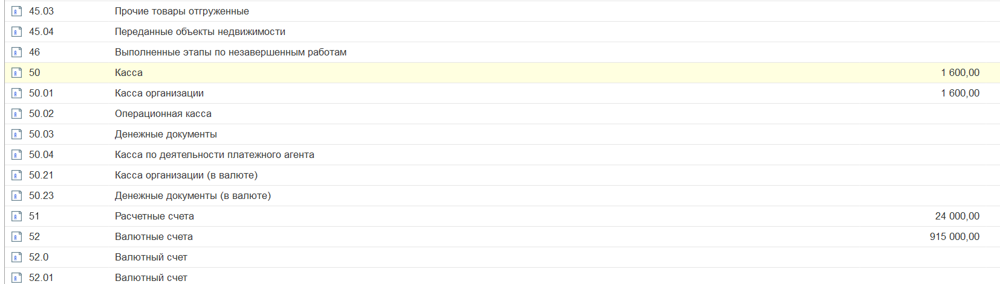 45.03 Прочие товары отгруженные
45.04 Переданные объекты недвижимости
46 Выполненные этапы по незавершенным работам
50 Касса 1 600,00
50.01 Касса организации 1 600,00
50.02 Операционная касса
50.03 Денежные документы
50.04 Касса по деятельности платежного агента
50.21 Касса организации (в валюте)
50.23 Денежные документы (в валюте)
51 Расчетные счета 24 000,00
52 Валютные счета 915 000,00
52.0 Валютный счет
52.01 Валютный счет